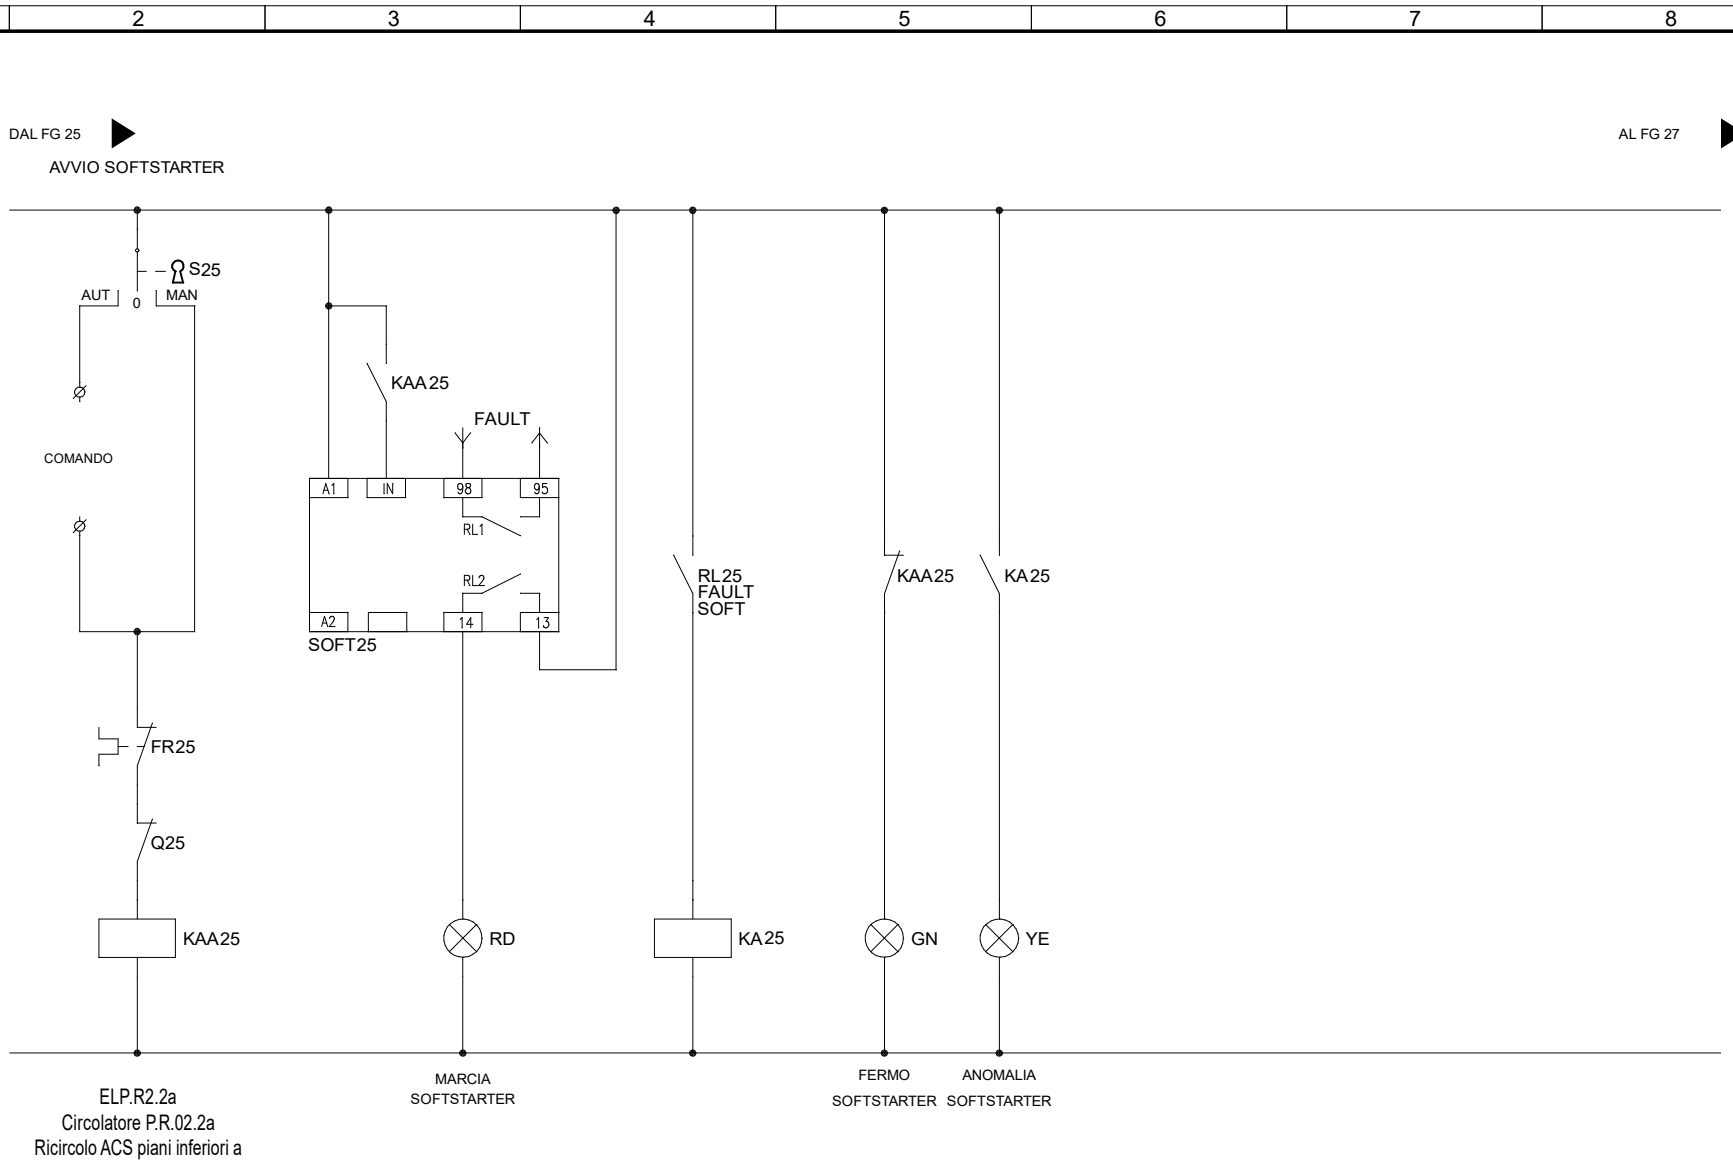 2 3 4 5 6 7 8
DAL FG 25
AL FG 27
AVVIO SOFTSTARTER
S25
AUT 0 MAN
KAA25
FAULT
COMANDO
A1 IN 98 95
RL1
RL2
A2 14 13
SOFT25
RL25
FAULT
SOFT
KAA25
KA25
FR25
Q25
KAA25
RD
KA25
GN
YE
MARCIA
SOFTSTARTER
FERMO
SOFTSTARTER
ANOMALIA
SOFTSTARTER
ELP.R2.2a
Circolatore P.R.02.2a
Ricircolo ACS piani inferiori a